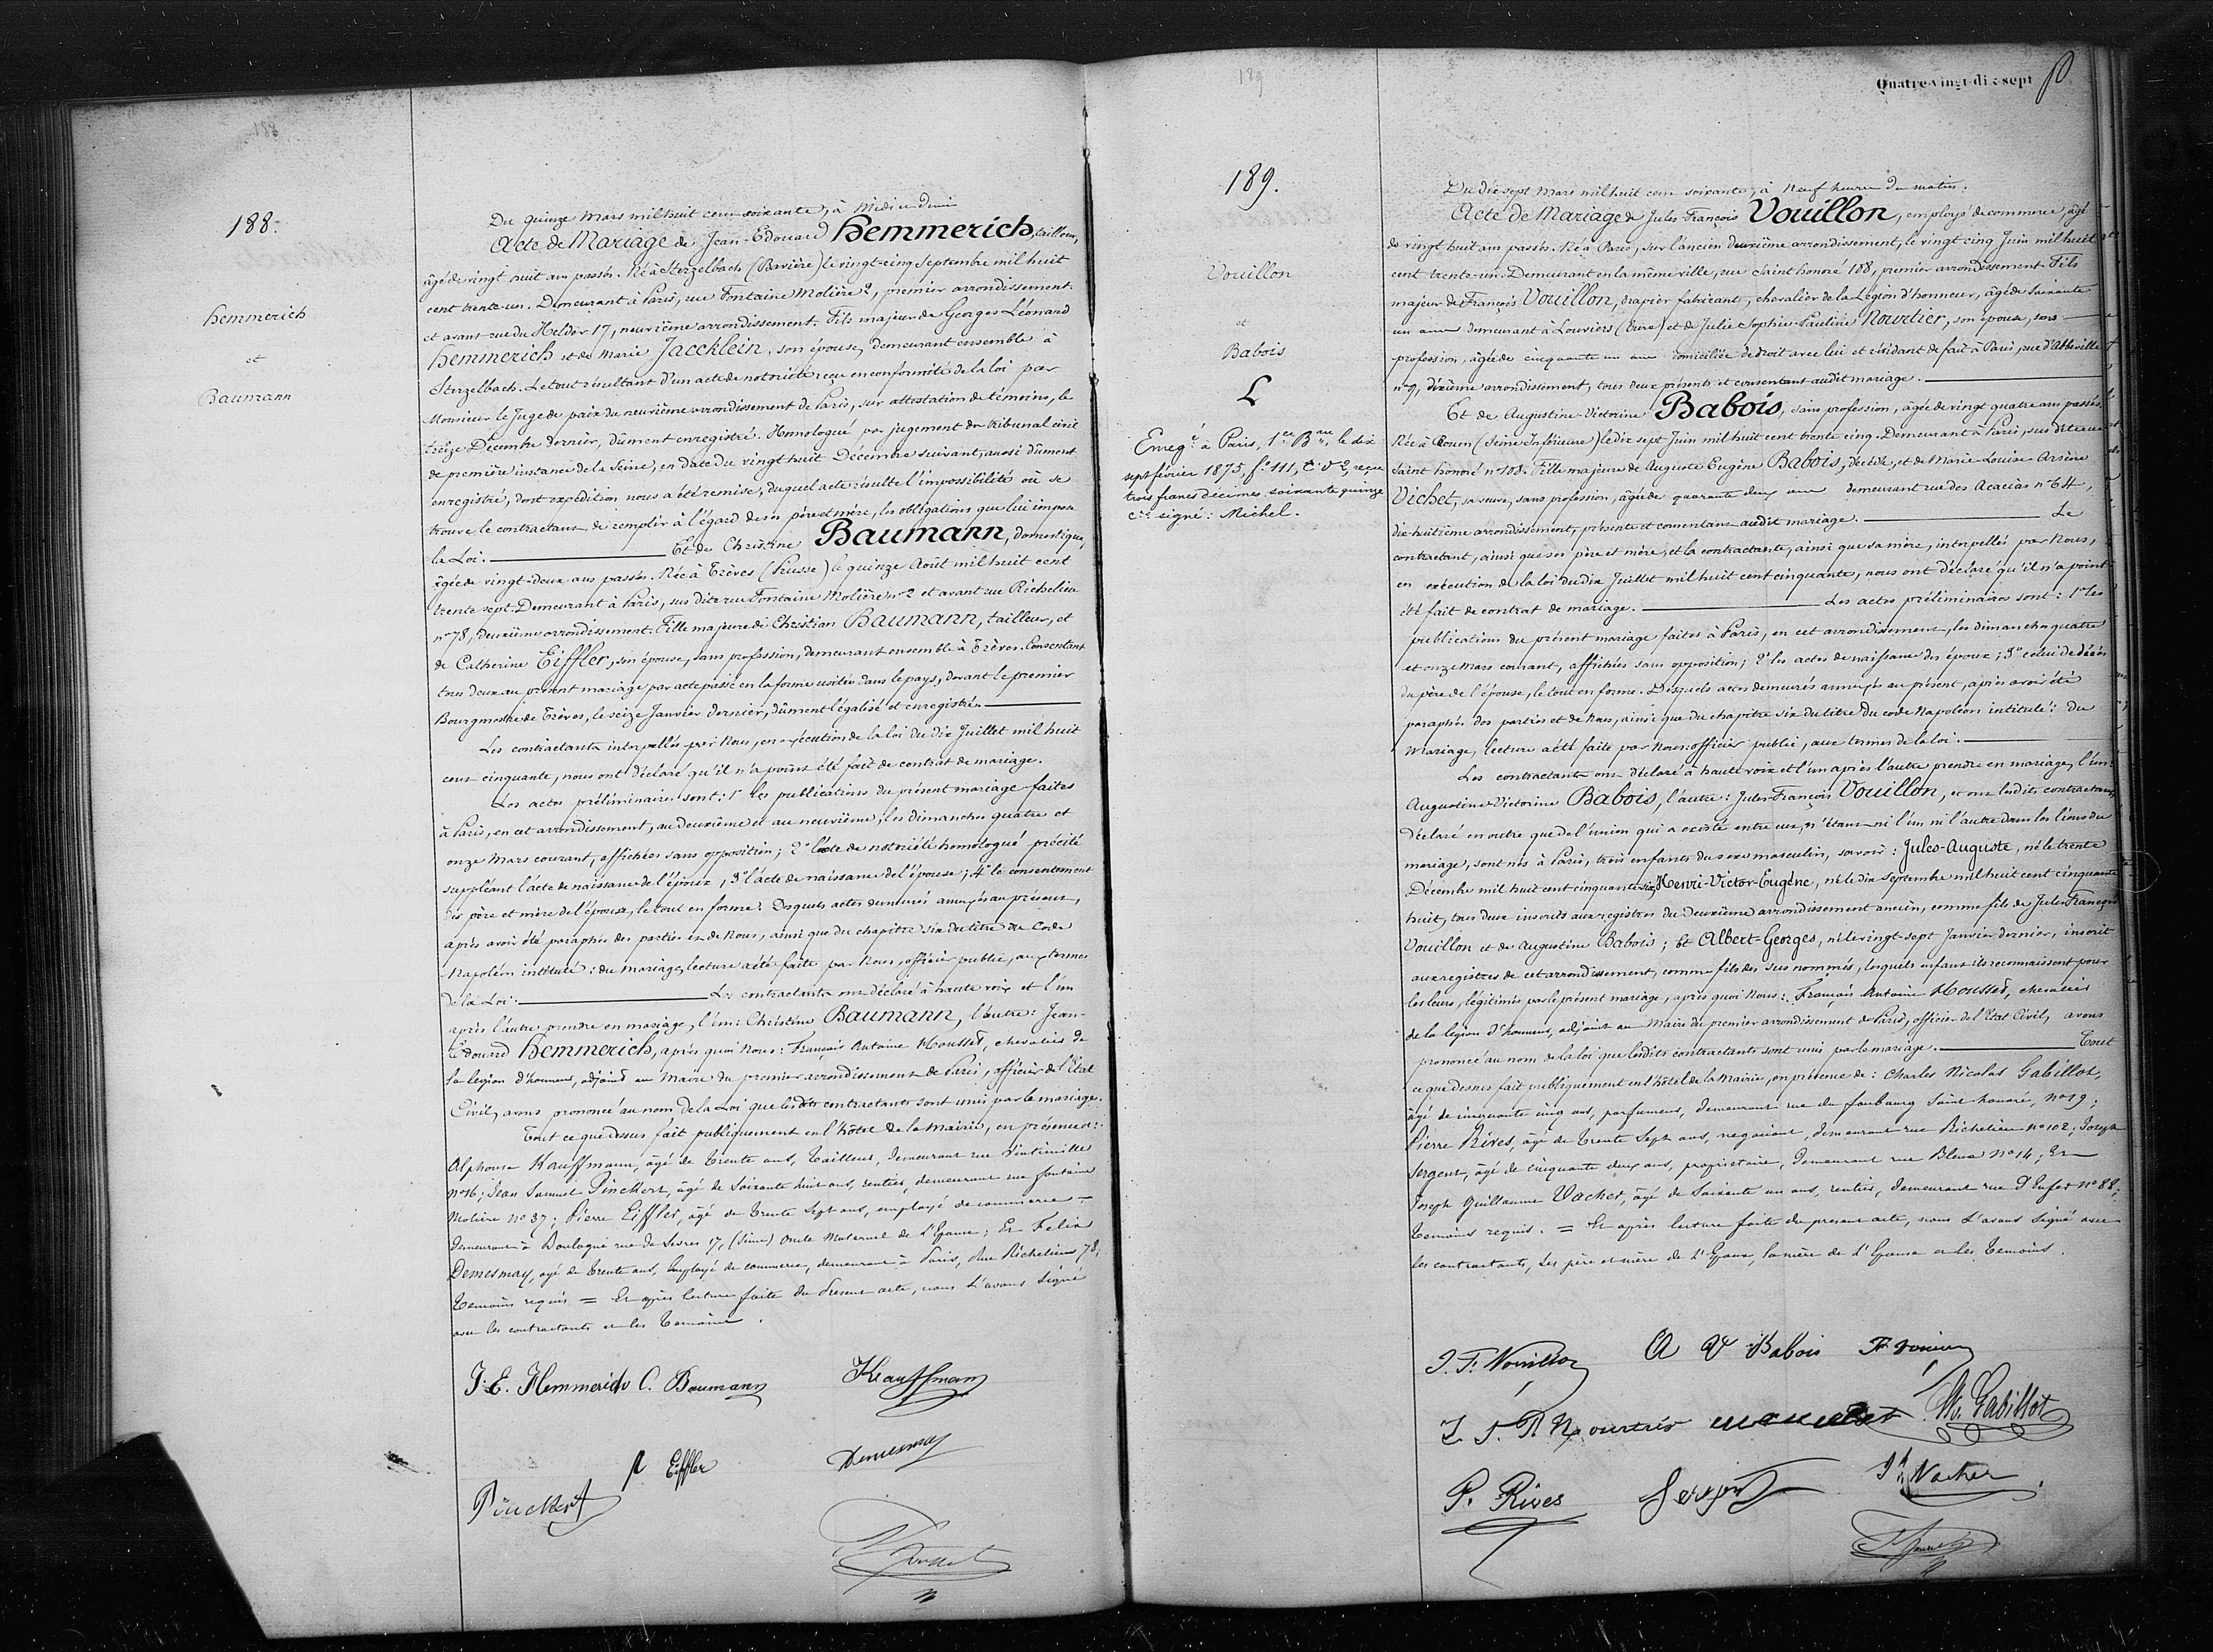 188
188.
Hemmerich
et
Baumann
Du quinze mars mil huit cent soixante, à Midi et demi
Acte de Mariage de Jean-Edouard Hemmerich, tailleur,
âgé de vingt huit ans passés. Né à Sterzelbach (Bavière) le vingt-cinq Septembre mil huit
cent trente-un. Demeurant à Paris, rue Fontaine Molière 2, premier arrondissement
et avant rue du Helder 17, neuvième arrondissement. Fils majeur de Georges Léonard
Hemmerich et de Marie Jaecklein, son épouse, demeurant ensemble à
Sterzelbach. Le tout résultant d'un acte de notoriété reçu en conformité de la loi par
Monsieur le Juge de paix du neuvième arrondissement de Paris, sur attestation de témoins, le
treize Décembre dernier, dûment enregistré. Homologué par jugement du tribunal civil
de première instance de la Seine, en date du vingt huit Décembre suivant, aussi dûment
enregistré, dont expédition nous a été remise, duquel acte résulte l'impossibilité où se
trouve le contractant de remplir à l'égard de ses père et mère, les obligations que lui impose
la Loi. Et de Christine Baumann, domestique,
âgée de vingt-deux ans passés. Née à Trèves (Prusse) le quinze Août mil huit cent
trente sept. Demeurant à Paris, sus dite rue Fontaine Molière n° 2 et avant rue Richelieu
n° 78, deuxième arrondissement. Fille majeure de Christian Baumann, tailleur, et
de Catherine Eiffler, son épouse, sans profession, demeurant ensemble à Trèves. Consentant
tous deux au présent mariage par acte passé en la forme usitée dans le pays, devant le premier
Bourgmestre de Trèves, le seize Janvier dernier, dûment légalisé et enregistré.
Les contractants interpellés par Nous, en exécution de la loi du dix Juillet mil huit
cent cinquante, nous ont déclaré qu'il n'a point été fait de contrat de mariage.
Les actes préliminaires sont : 1° les publications du présent mariage faites
à Paris, en cet arrondissement, au deuxième et au neuvième, les dimanches quatre et
onze Mars courant, affichées sans opposition ; 2° l'acte de notoriété homologué précité
suppléant l'acte de naissance de l'époux ; 3° l'acte de naissance de l'épouse ; 4° le consentement
des père et mère de l'épouse, le tout en forme : Desquels actes demeurés annexés au présent,
après avoir été paraphés des parties et de Nous, ainsi que du chapitre six du titre du Code
Napoléon intitulé : du Mariage, lecture a été faite par Nous, officier public, aux termes
de la Loi. Les contractants ont déclaré à haute voix et l'un
après l'autre prendre en mariage, l'un : Christine Baumann, l'autre : Jean-
Edouard Hemmerich, après quoi Nous : François Antoine Housset, chevalier de
la légion d'honneur, adjoint au Maire du premier arrondissement de Paris, officier de l'Etat
Civil, avons prononcé au nom de la Loi que lesdits contractants sont unis par le mariage.
Tout ce que dessus fait publiquement en l'hôtel de la Mairie, en présence de :
Alphonse Kauffmann, âgé de trente ans, tailleur, demeurant rue Tiquetonne
n° 16 ; Jean Samuel Pinckert, âgé de Soixante huit ans, rentier, demeurant rue fontaine
Molière n° 37 ; Pierre Eiffler, âgé de trente sept ans, employé de commerce
demeurant à Boulogne rue de Sèvres 17, (Seine) oncle Maternel de l'Epouse ; Et Felix
Demesmay, âgé de trente ans, employé de commerce, demeurant à Paris, Rue Richelieu 78 ;
témoins requis = Et après lecture faite du Présent acte, nous l'avons Signé
avec les contractants et les témoins.
J. E. Hemmerich C. Baumann Kauffmann
P Eiffler Demesmay
Pinckert
Housset
189
Quatre-vingt-dix-sept
189.
Vouillon
et
Babois
L
Enregé à Paris, 1er Bau, le dix
sept février 1875, f° 111, C° V° 2, reçu
trois francs décimes soixante quinze
ces signé : Michel.
Du dix sept mars mil huit cent soixante, à Neuf heures du matin.
Acte de Mariage de Jules-François Vouillon, employé de commerce, âgé
de vingt huit ans passés. Né à Paris, sur l'ancien deuxième arrondissement, le vingt cinq Juin mil huit
cent trente-un. Demeurant en la même ville, rue Saint honoré 108, premier arrondissement. Fils
majeur de François Vouillon, drapier fabricant, chevalier de la Légion d'honneur, âgé de Soixante
un ans demeurant à Louviers (Eure) et de Julie Sophie-Pauline Nourtier, son épouse, sans
profession, âgée de cinquante un ans domiciliée de droit avec lui et résidant de fait à Paris, rue d'Abbeville
n° 9, dixième arrondissement, tous deux présents et consentant audit mariage.
Et de Augustine-Victorine Babois, sans profession, âgée de vingt quatre ans passés.
Née à Rouen (Seine Inférieure) le dix sept Juin mil huit cent trente cinq. Demeurant à Paris, sus dite rue
Saint honoré n° 108. Fille majeure de Auguste Eugène Babois, décédé, et de Marie-Louise-Arsène
Vichet, sa veuve, sans profession, âgée de quarante deux ans demeurant rue des Acacias n° 64,
dix-huitième arrondissement, présente et consentant audit mariage. Le
contractant, ainsi que ses père et mère, et la contractante, ainsi que sa mère, interpellés par Nous,
en exécution de la loi du dix Juillet mil huit cent cinquante, nous ont déclaré qu'il n'a point
été fait de contrat de mariage. Les actes préliminaires sont : 1° les
publications du présent mariage faites à Paris, en cet arrondissement, les dimanches quatre
et onze Mars courant, affichées sans opposition ; 2° les actes de naissance des époux ; 3° celui de décès
du père de l'épouse, le tout en forme. Desquels actes demeurés annexés au présent, après avoir été
paraphés des parties et de Nous, ainsi que du chapitre six du titre du code Napoléon intitulé : du
Mariage, lecture a été faite par Nous officier public, aux termes de la loi.
Les contractants ont déclaré à haute voix et l'un après l'autre prendre en mariage, l'un :
Augustine-Victorine Babois, l'autre : Jules-François Vouillon, et ont lesdits contractants
déclaré en outre que de l'union qui a existé entre eux, n'étant ni l'un ni l'autre dans les liens du
mariage, sont nés à Paris, trois enfants du sexe masculin, savoir : Jules-Auguste, né le trente
Décembre mil huit cent cinquante six, Henri-Victor-Eugène, né le dix Septembre mil huit cent cinquante
huit, tous deux inscrits aux registres du deuxième arrondissement ancien, comme fils de Jules François
Vouillon et de Augustine Babois ; Et Albert-Georges, né le vingt-sept Janvier dernier, inscrit
aux registres de cet arrondissement, comme fils des sus nommés, lesquels enfants ils reconnaissent pour
les leurs, légitimés par le présent mariage, après quoi Nous : François Antoine Housset, chevalier
de la légion d'honneur, adjoint au Maire du premier arrondissement de Paris, officier de l'Etat Civil, avons
prononcé au nom de la loi que lesdits contractants sont unis par le mariage. Tout
ce que dessus fait publiquement en l'hôtel de la Mairie, en présence de : Charles Nicolas Gabillot,
âgé de cinquante cinq ans, parfumeur, demeurant rue du faubourg Saint honoré, n° 19 ;
Pierre Rives, âgé de trente Sept ans, négociant, demeurant rue Richelieu n° 102 ; Joseph
Sergent, âgé de cinquante deux ans, propriétaire, demeurant rue Bleue n° 14 ; Et
Joseph Guillaume Vacher, âgé de Soixante un ans, rentier, demeurant rue d'Enfer n° 88 ;
témoins requis. = Et après lecture faite du présent acte, nous l'avons Signé avec
les contractants, les père et mère de l'Epoux, la mère de l'Epouse et les témoins.
J. F. Vouillon A V Babois
J. S. P. Nourtier Gabillot
P. Rives Sergent Vacher